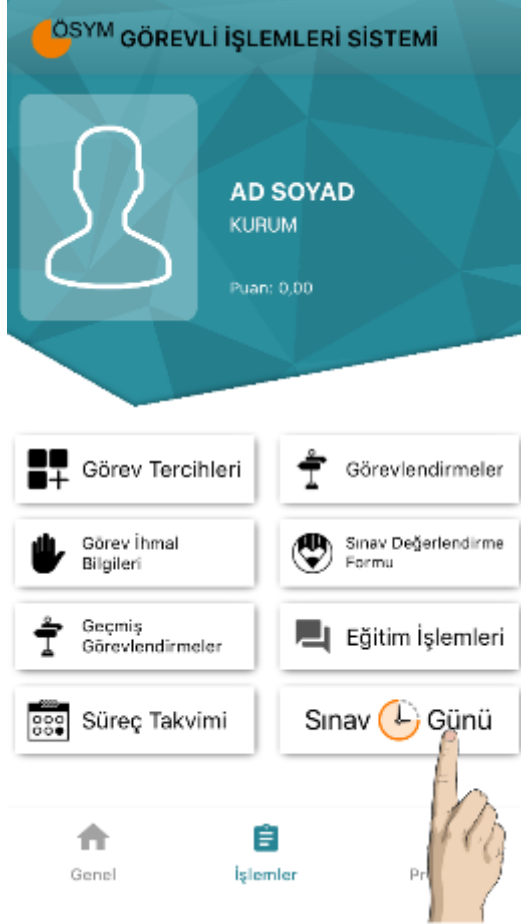 ÖSYM GÖREVLİ İŞLEMLERİ SİSTEMİ
AD SOYAD
KURUM
Puan: 0,00
Görev Tercihleri
Görevlendirmeler
Görev İhmal
Bilgileri
Sınav Değerlendirme
Formu
Geçmiş
Görevlendirmeler
Eğitim İşlemleri
Süreç Takvimi
Sınav Günü
Genel
İşlemler